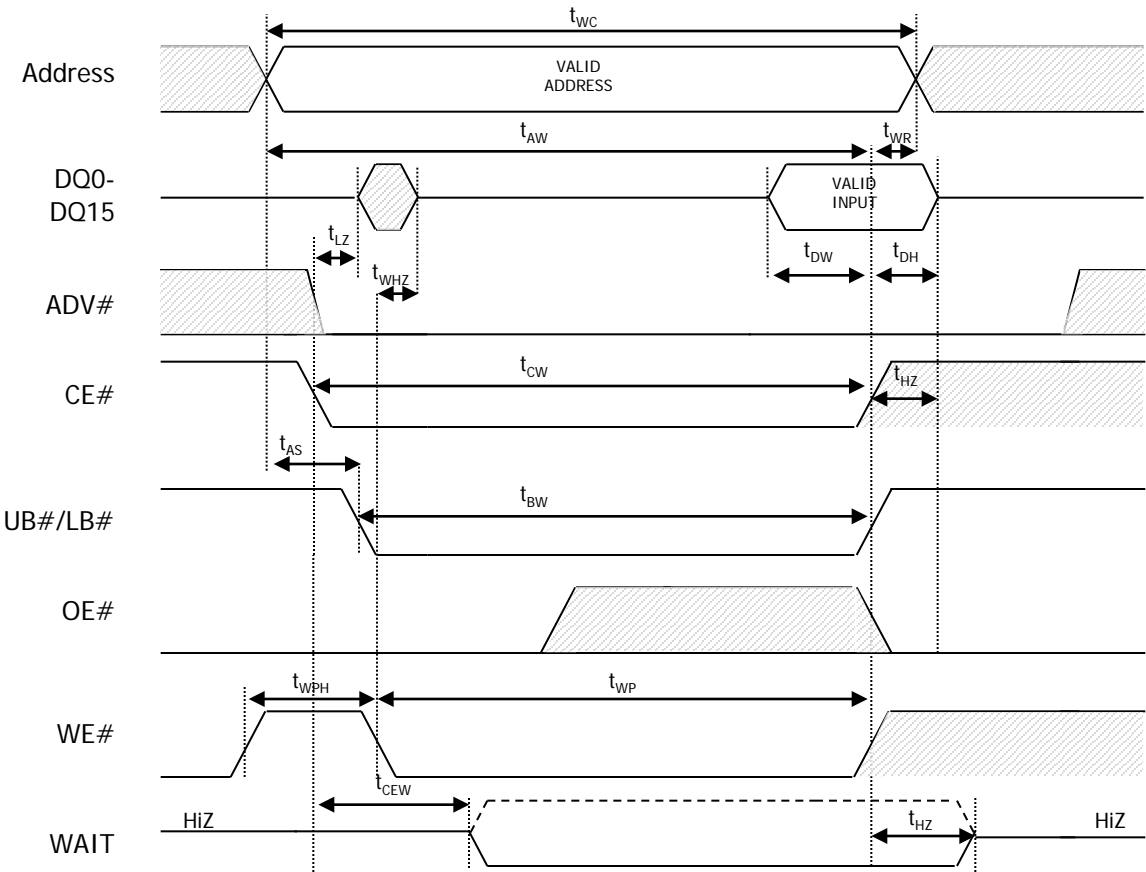 tWC
Address
VALID
ADDRESS
tAW
tWR
DQ0-
DQ15
VALID
INPUT
tLZ
tWHZ
tDW
tDH
ADV#
tCW
tHZ
CE#
tAS
tBW
UB#/LB#
OE#
tWPH
tWP
WE#
tCEW
HiZ
tHZ
HiZ
WAIT